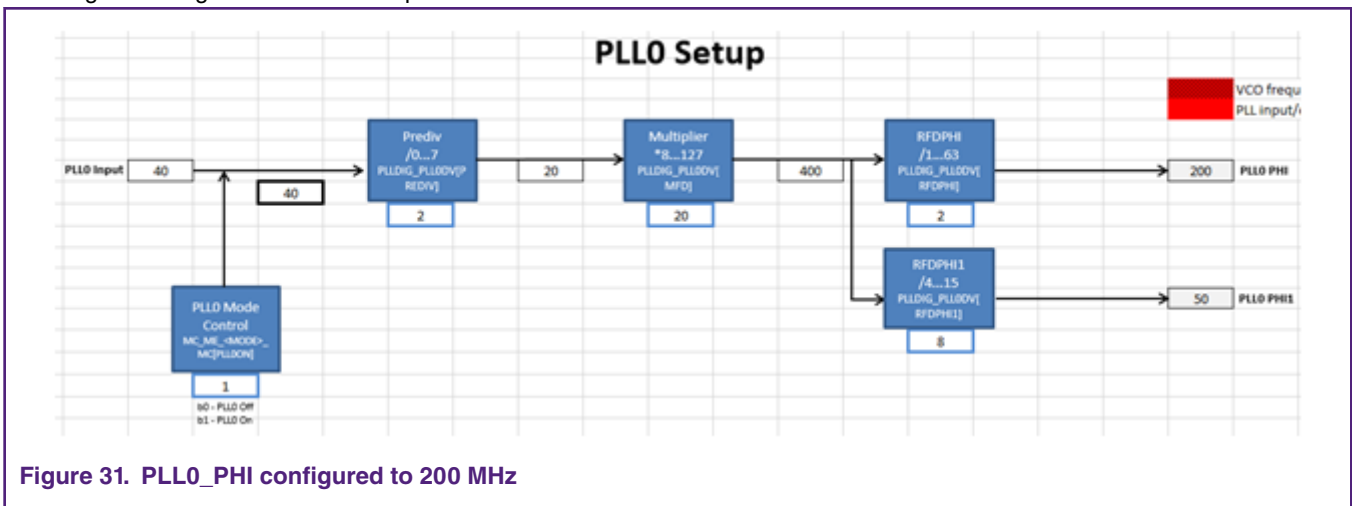 PLL0 Setup
VCO frequ
PLL input/
PLL0 Input
40
40
Prediv
/0...7
PLLDIG_PLL0DV[P
REDIV]
2
20
Multiplier
*8...127
PLLDIG_PLL0DV[
MFD]
20
400
RFDPHI
/1...63
PLLDIG_PLL0DV[
RFDPHI]
2
200
PLL0 PHI
RFDPHI1
/4...15
PLLDIG_PLL0DV[
RFDPHI1]
8
50
PLL0 PHI1
PLL0 Mode
Control
MC_ME_<MODE>_
MC[PLL0ON]
1
b0 - PLL0 Off
b1 - PLL0 On
Figure 31. PLL0_PHI configured to 200 MHz